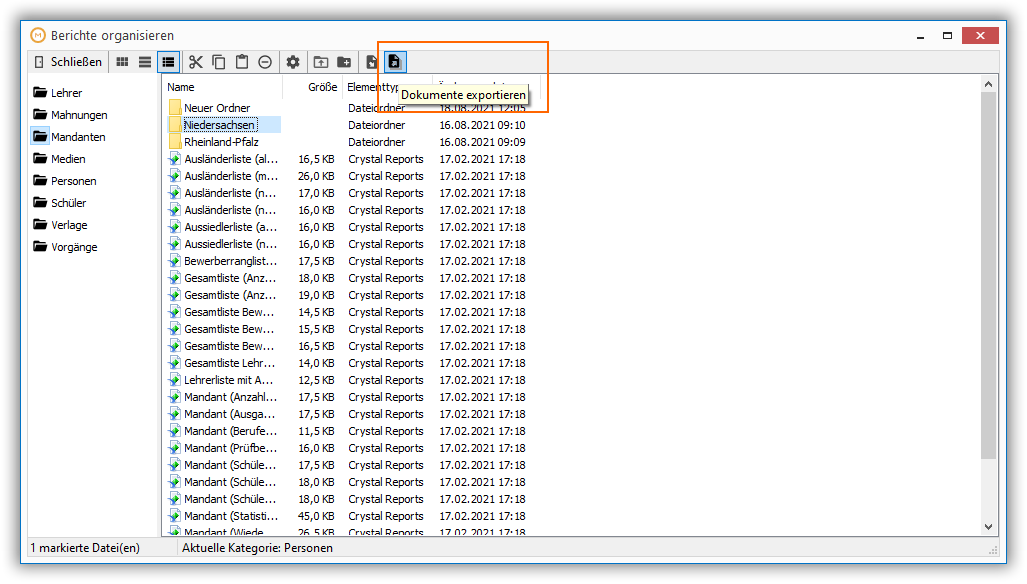 Berichte organisieren
Schließen
Dokumente exportieren
Lehrer
Mahnungen
Mandanten
Medien
Personen
Schüler
Verlage
Vorgänge
Name Größe Elementtyp
Neuer Ordner Dateiordner 18.08.2021 12:05
Niedersachsen Dateiordner 16.08.2021 09:10
Rheinland-Pfalz Dateiordner 16.08.2021 09:09
Ausländerliste (al... 16,5 KB Crystal Reports 17.02.2021 17:18
Ausländerliste (m... 26,0 KB Crystal Reports 17.02.2021 17:18
Ausländerliste (n... 17,0 KB Crystal Reports 17.02.2021 17:18
Ausländerliste (n... 16,0 KB Crystal Reports 17.02.2021 17:18
Aussiedlerliste (a... 16,0 KB Crystal Reports 17.02.2021 17:18
Aussiedlerliste (n... 16,0 KB Crystal Reports 17.02.2021 17:18
Bewerberranglist... 17,5 KB Crystal Reports 17.02.2021 17:18
Gesamtliste (Anz... 18,0 KB Crystal Reports 17.02.2021 17:18
Gesamtliste (Anz... 19,0 KB Crystal Reports 17.02.2021 17:18
Gesamtliste Bew... 14,5 KB Crystal Reports 17.02.2021 17:18
Gesamtliste Bew... 15,5 KB Crystal Reports 17.02.2021 17:18
Gesamtliste Bew... 16,5 KB Crystal Reports 17.02.2021 17:18
Gesamtliste Lehr... 14,0 KB Crystal Reports 17.02.2021 17:18
Lehrerliste mit A... 12,5 KB Crystal Reports 17.02.2021 17:18
Mandant (Anzahl... 17,5 KB Crystal Reports 17.02.2021 17:18
Mandant (Ausga... 17,5 KB Crystal Reports 17.02.2021 17:18
Mandant (Berufe... 11,5 KB Crystal Reports 17.02.2021 17:18
Mandant (Prüfbe... 16,0 KB Crystal Reports 17.02.2021 17:18
Mandant (Schüle... 17,5 KB Crystal Reports 17.02.2021 17:18
Mandant (Schüle... 18,0 KB Crystal Reports 17.02.2021 17:18
Mandant (Schüle... 18,0 KB Crystal Reports 17.02.2021 17:18
Mandant (Statisti... 45,0 KB Crystal Reports 17.02.2021 17:18
Mandant (Wiede... 26,5 KB Crystal Reports 17.02.2021 17:18
1 markierte Datei(en) Aktuelle Kategorie: Personen